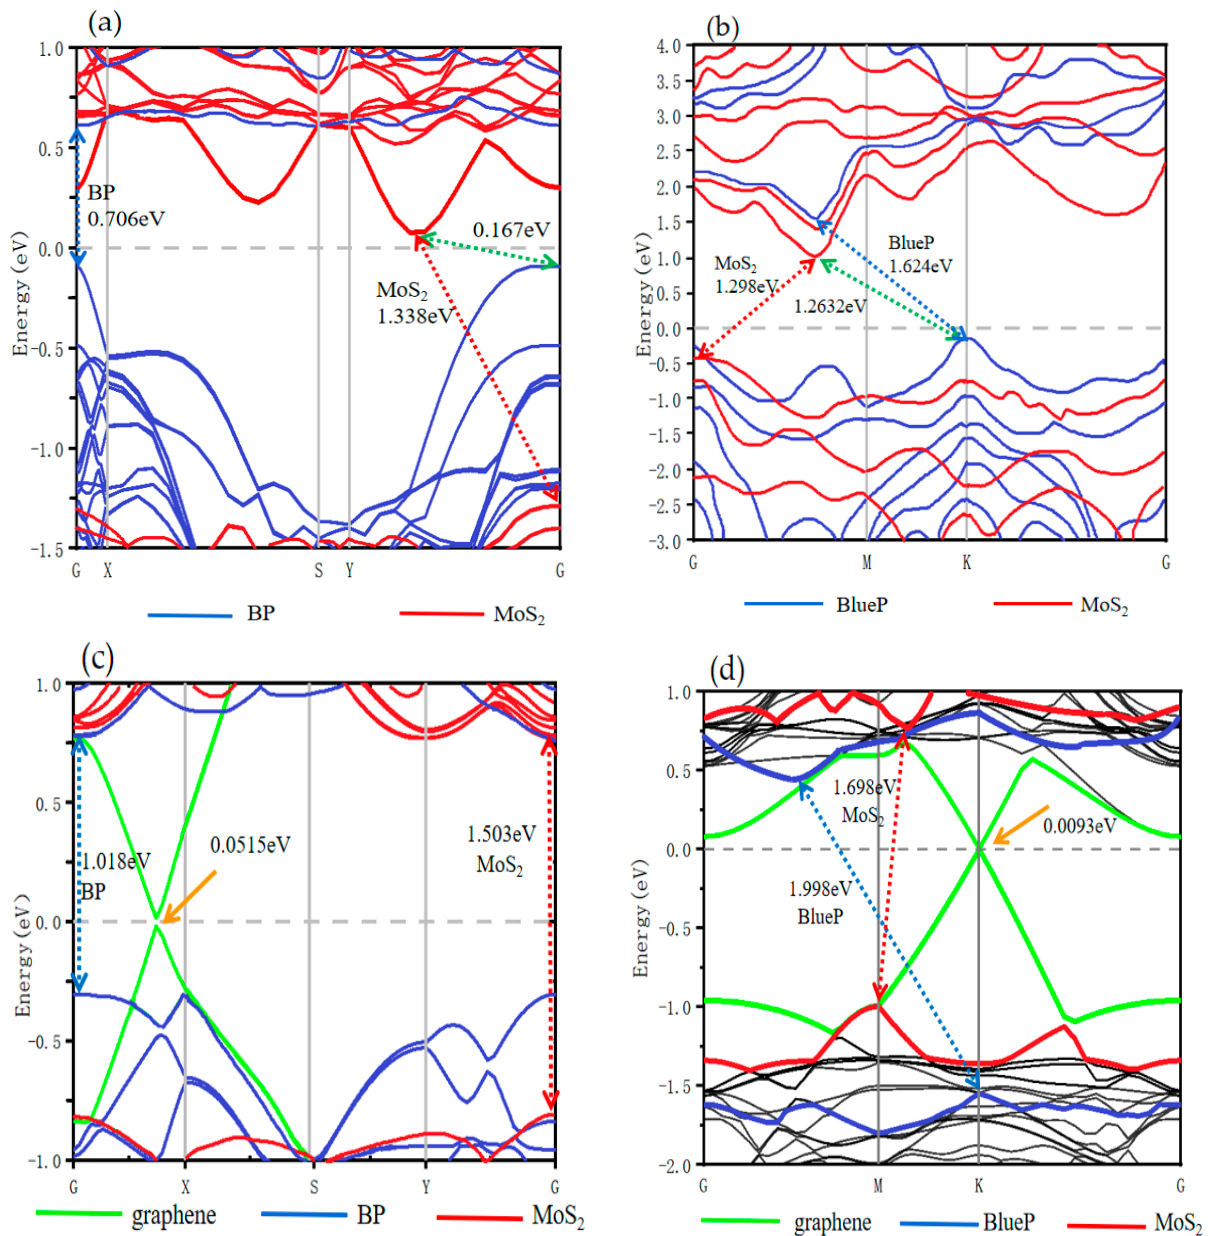 (a)
1.0
0.5
0.0
-0.5
-1.0
-1.5
Energy(eV)
BP
0.706eV
0.167eV
MoS2
1.338eV
G X S Y G
BP MoS2
(b)
4.0
3.5
3.0
2.5
2.0
1.5
1.0
0.5
0.0
-0.5
-1.0
-1.5
-2.0
-2.5
-3.0
Energy(eV)
BlueP
1.624eV
MoS2
1.298eV
1.2632eV
G M K G
BlueP MoS2
(c)
1.0
0.5
0.0
-0.5
-1.0
Energy(eV)
1.018eV
BP
0.0515eV
1.503eV
MoS2
G X S Y G
graphene BP MoS2
(d)
1.0
0.5
0.0
-0.5
-1.0
-1.5
-2.0
Energy(eV)
1.698eV
MoS2
0.0093eV
1.998eV
BlueP
G M K G
graphene BlueP MoS2